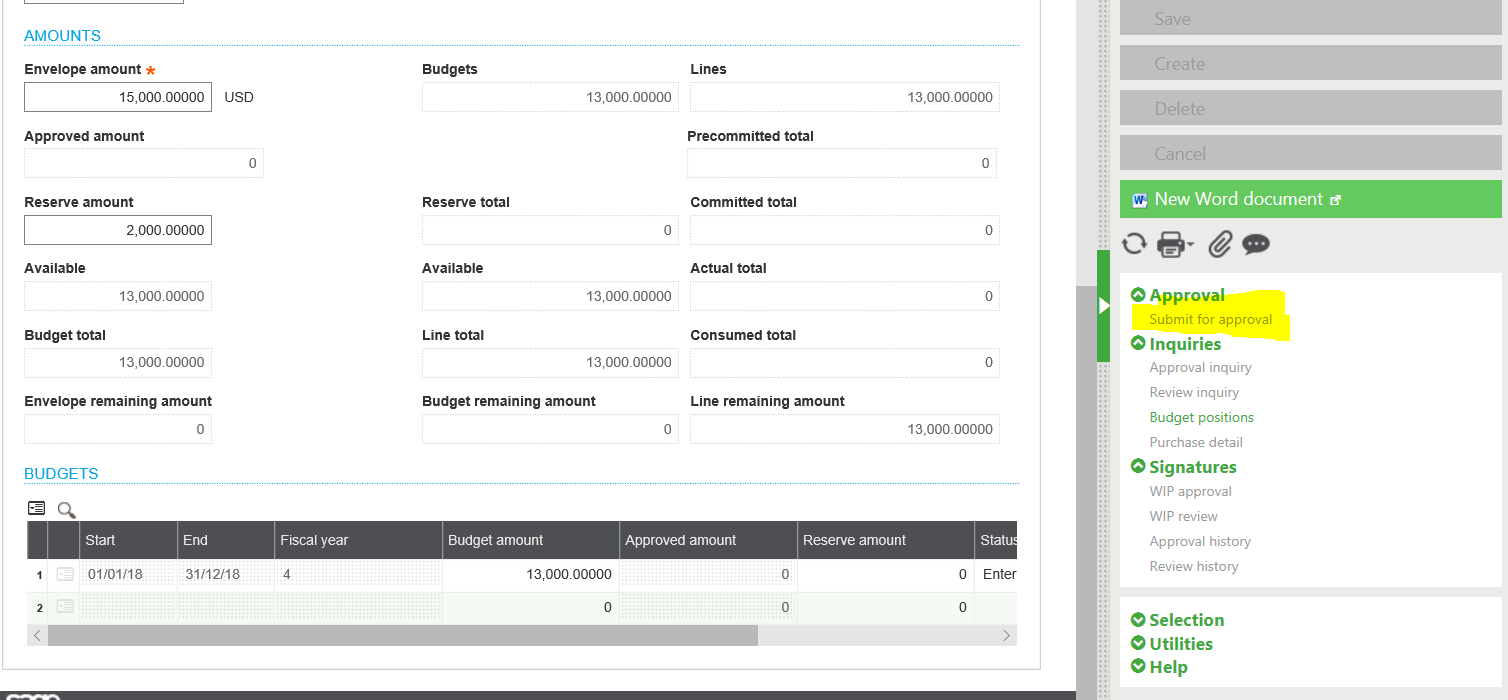 AMOUNTS
Envelope amount *
15,000.00000 USD
Budgets
13,000.00000
Lines
13,000.00000
Approved amount
0
Precommitted total
0
Reserve amount
2,000.00000
Reserve total
0
Committed total
0
Available
13,000.00000
Available
13,000.00000
Actual total
0
Budget total
13,000.00000
Line total
13,000.00000
Consumed total
0
Envelope remaining amount
0
Budget remaining amount
0
Line remaining amount
13,000.00000
BUDGETS
Start End Fiscal year Budget amount Approved amount Reserve amount Status
1 01/01/18 31/12/18 4 13,000.00000 0 0 Enter
2 0 0 0
Save
Create
Delete
Cancel
New Word document
Approval
Submit for approval
Inquiries
Approval inquiry
Review inquiry
Budget positions
Purchase detail
Signatures
WIP approval
WIP review
Approval history
Review history
Selection
Utilities
Help